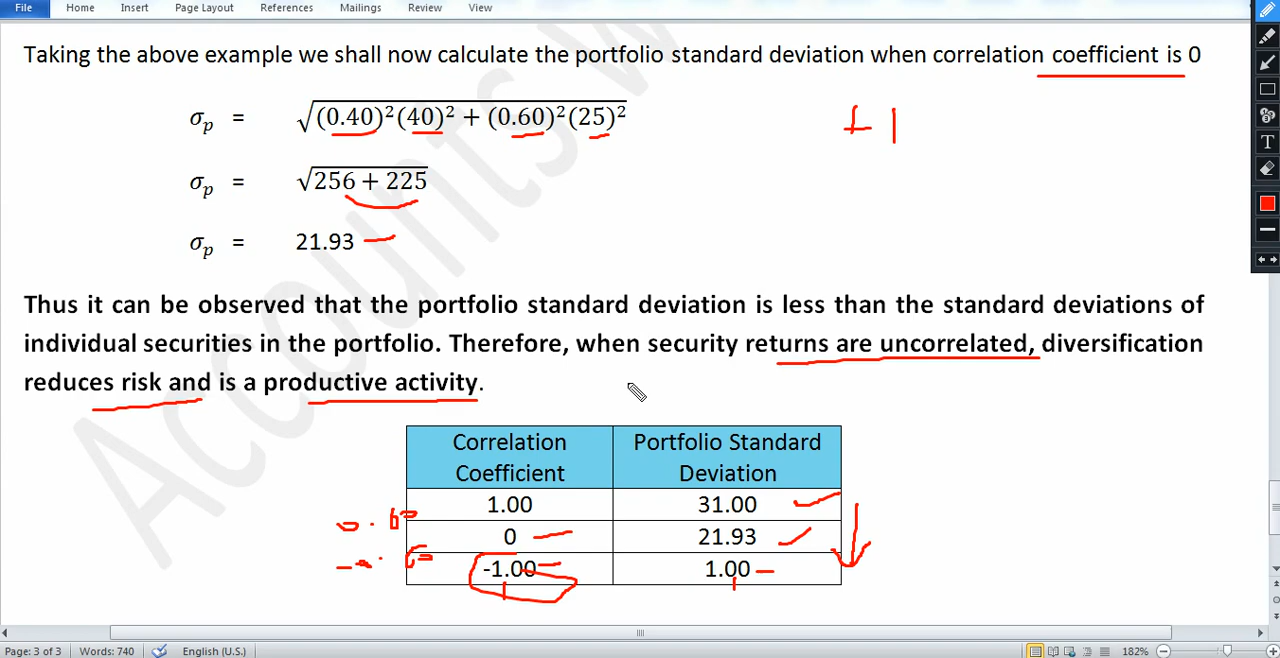 File Home Insert Page Layout References Mailings Review View
Taking the above example we shall now calculate the portfolio standard deviation when correlation coefficient is 0
σp = √(0.40)²(40)² + (0.60)²(25)²
± 1
σp = √256 + 225
σp = 21.93
Thus it can be observed that the portfolio standard deviation is less than the standard deviations of
individual securities in the portfolio. Therefore, when security returns are uncorrelated, diversification
reduces risk and is a productive activity.
Correlation Coefficient Portfolio Standard Deviation
1.00 31.00
0 21.93
-1.00 1.00
Accounts w
Page: 3 of 3 Words: 740 English (U.S.) 182%